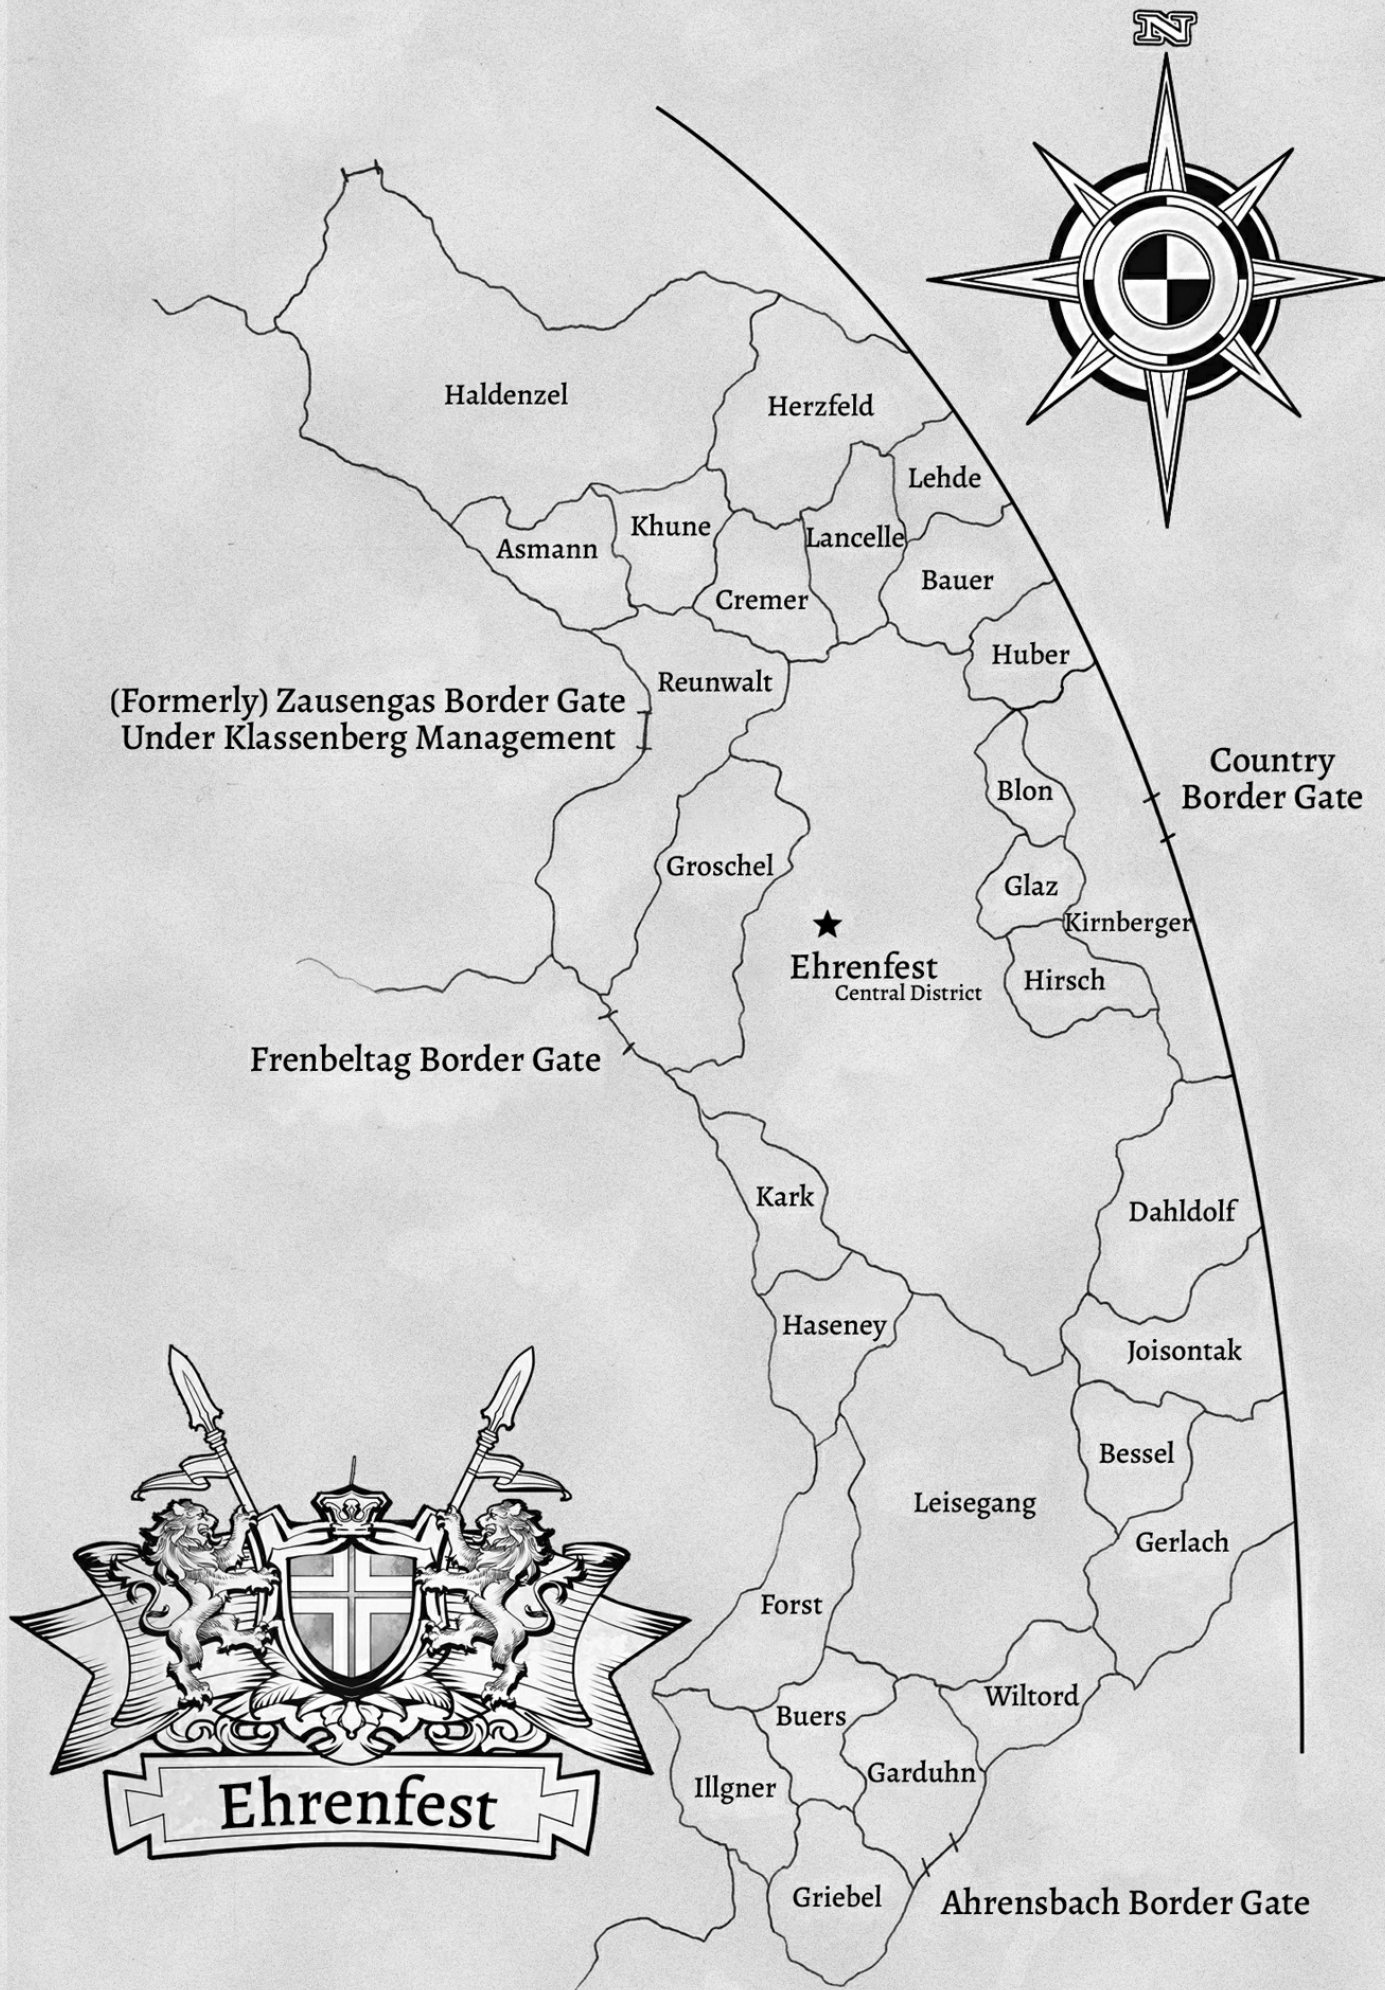 N
Haldenzel
Herzfeld
Lehde
Khune
Lancelle
Asmann
Bauer
Cremer
Huber
Reunwalt
(Formerly) Zausengas Border Gate
Under Klassenberg Management
Country
Border Gate
Blon
Groschel
Glaz
Kirnberger
Ehrenfest
Central District
Hirsch
Frenbeltag Border Gate
Kark
Dahldolf
Haseney
Joisontak
Bessel
Leisegang
Gerlach
Forst
Wiltord
Buers
Garduhn
Illgner
Ehrenfest
Griebel
Ahrensbach Border Gate